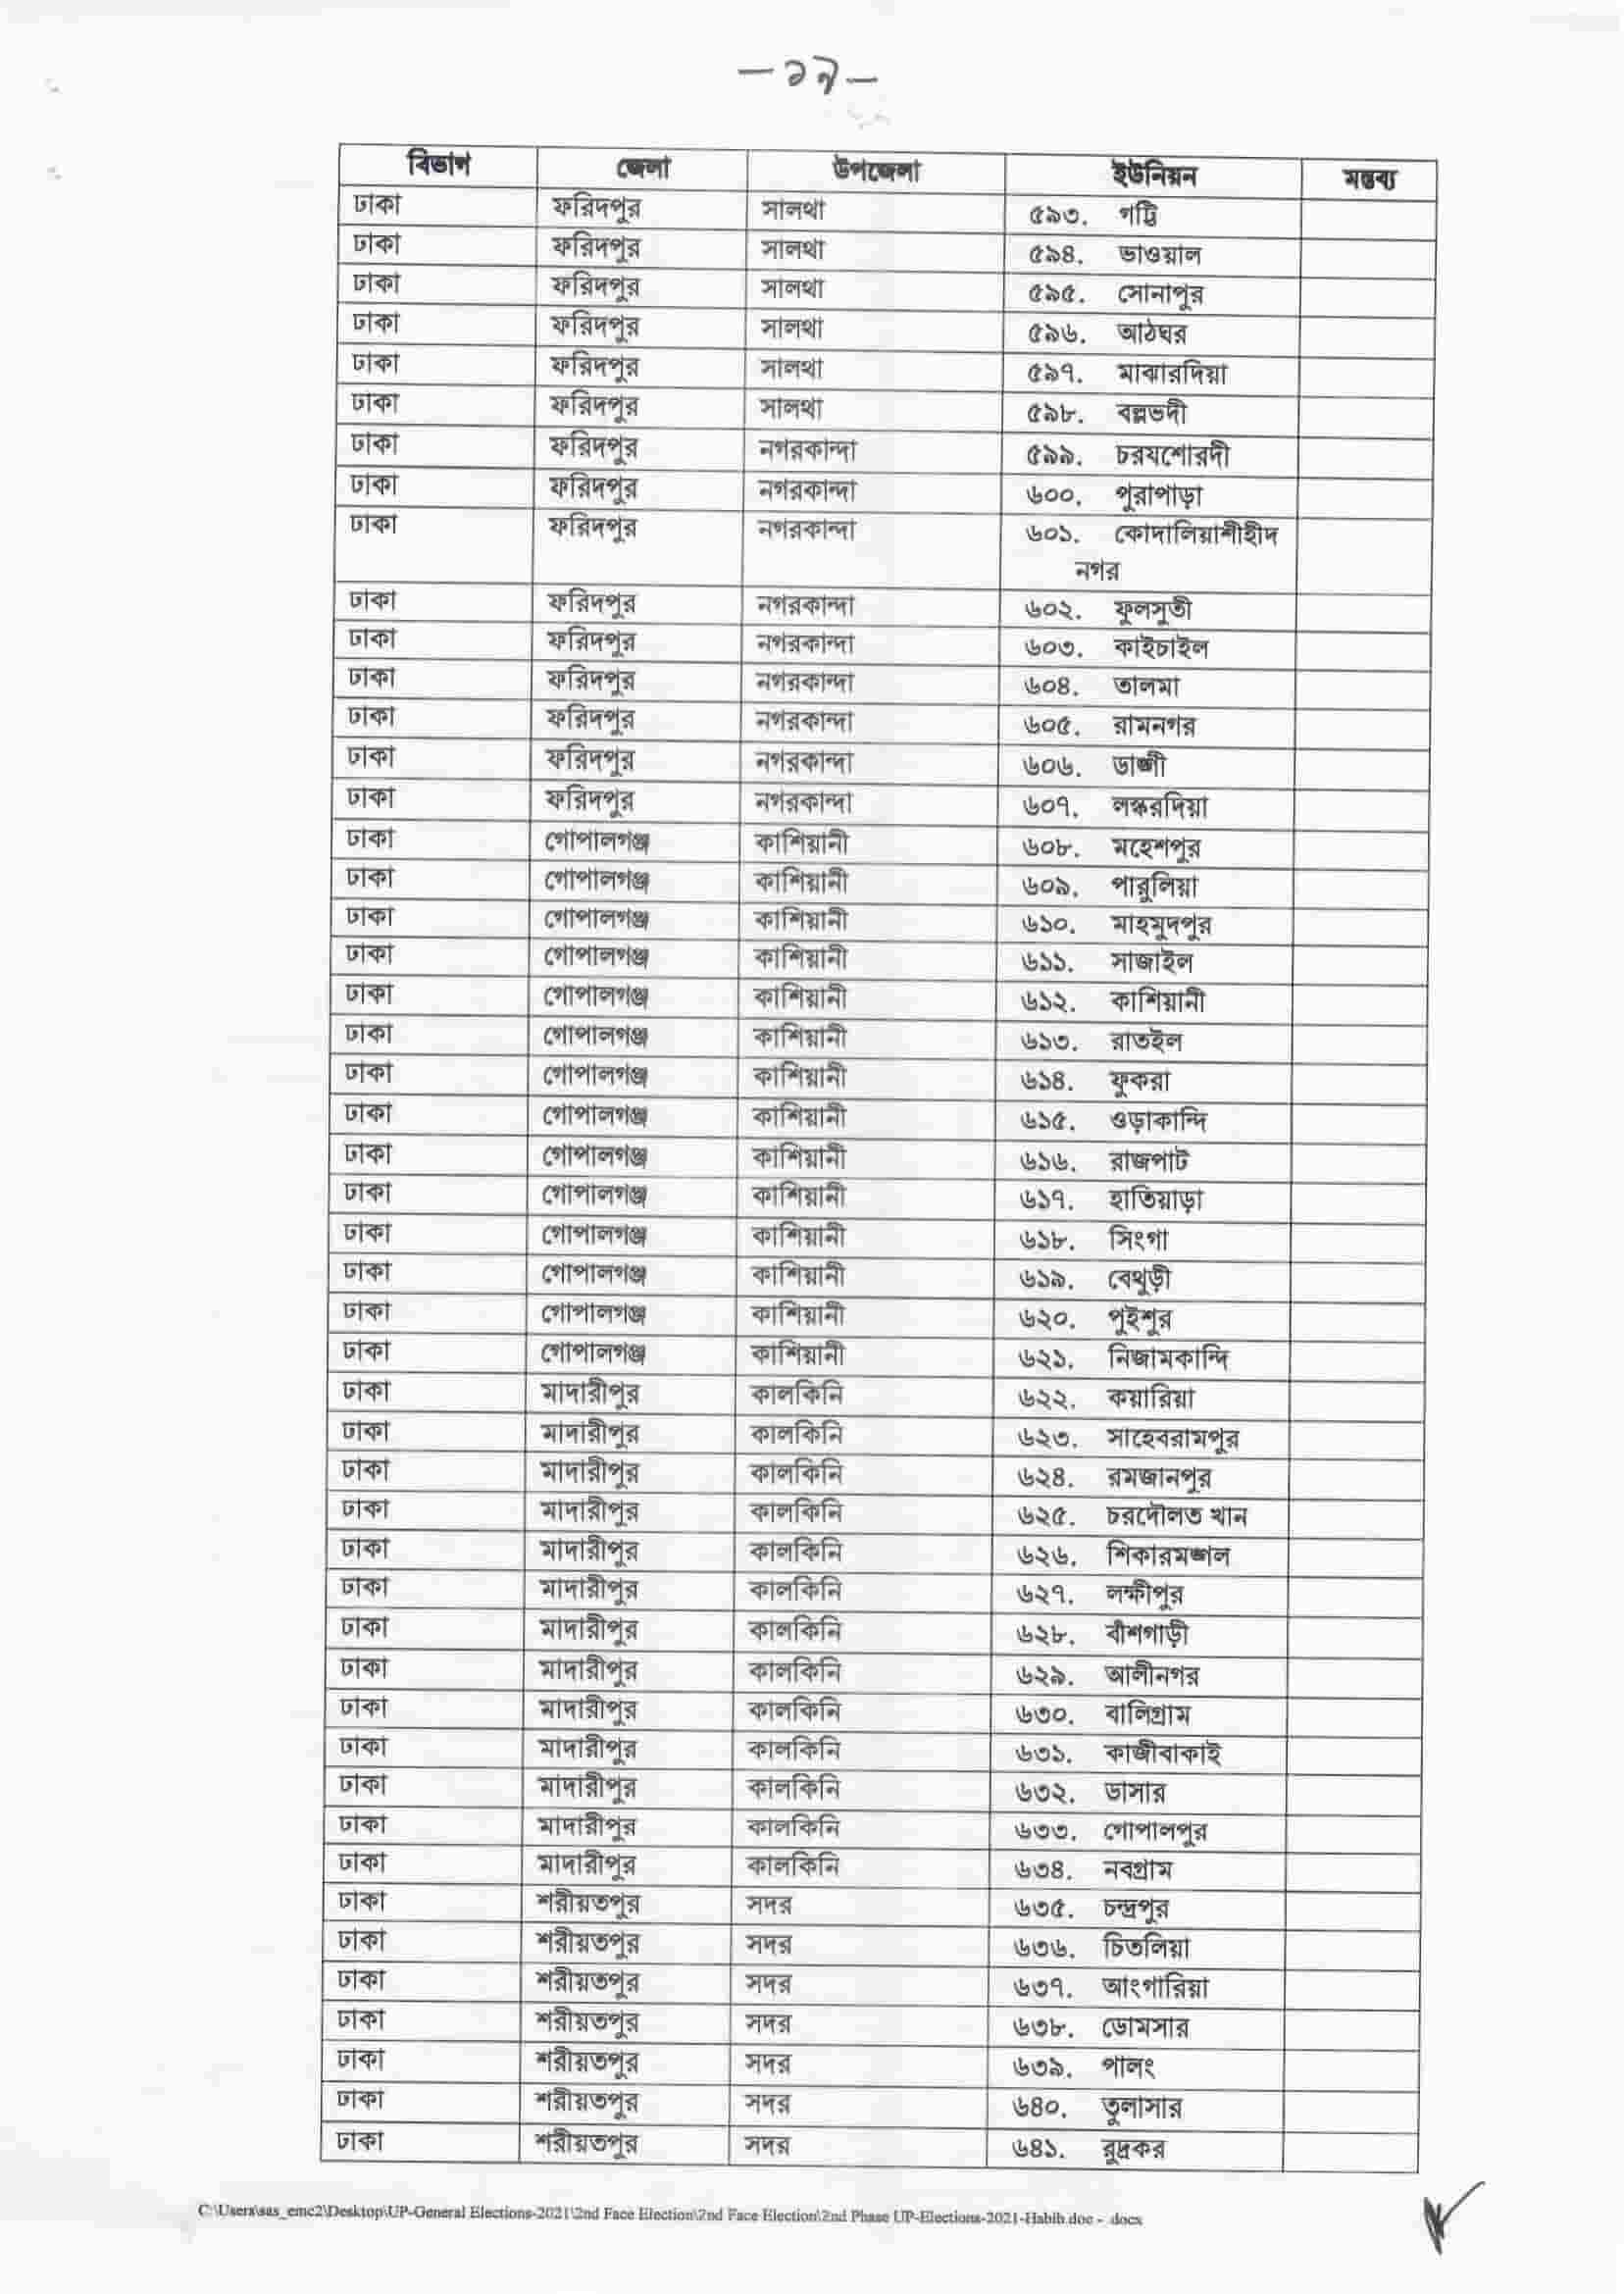 -১৯-
বিভাগ জেলা উপজেলা ইউনিয়ন মন্তব্য
ঢাকা ফরিদপুর সালথা ৫৯৩. গট্টি
ঢাকা ফরিদপুর সালথা ৫৯৪. ভাওয়াল
ঢাকা ফরিদপুর সালথা ৫৯৫. সোনাপুর
ঢাকা ফরিদপুর সালথা ৫৯৬. আঠঘর
ঢাকা ফরিদপুর সালথা ৫৯৭. মাঝারদিয়া
ঢাকা ফরিদপুর সালথা ৫৯৮. বল্লভদী
ঢাকা ফরিদপুর নগরকান্দা ৫৯৯. চরযশোরদী
ঢাকা ফরিদপুর নগরকান্দা ৬০০. পুরাপাড়া
ঢাকা ফরিদপুর নগরকান্দা ৬০১. কোদালিয়াশীহীদ
নগর
ঢাকা ফরিদপুর নগরকান্দা ৬০২. ফুলসুতী
ঢাকা ফরিদপুর নগরকান্দা ৬০৩. কাইচাইল
ঢাকা ফরিদপুর নগরকান্দা ৬০৪. তালমা
ঢাকা ফরিদপুর নগরকান্দা ৬০৫. রামনগর
ঢাকা ফরিদপুর নগরকান্দা ৬০৬. ডাঙ্গী
ঢাকা ফরিদপুর নগরকান্দা ৬০৭. লস্করদিয়া
ঢাকা গোপালগঞ্জ কাশিয়ানী ৬০৮. মহেশপুর
ঢাকা গোপালগঞ্জ কাশিয়ানী ৬০৯. পারুলিয়া
ঢাকা গোপালগঞ্জ কাশিয়ানী ৬১০. মাহমুদপুর
ঢাকা গোপালগঞ্জ কাশিয়ানী ৬১১. সাজাইল
ঢাকা গোপালগঞ্জ কাশিয়ানী ৬১২. কাশিয়ানী
ঢাকা গোপালগঞ্জ কাশিয়ানী ৬১৩. রাতইল
ঢাকা গোপালগঞ্জ কাশিয়ানী ৬১৪. ফুকরা
ঢাকা গোপালগঞ্জ কাশিয়ানী ৬১৫. ওড়াকান্দি
ঢাকা গোপালগঞ্জ কাশিয়ানী ৬১৬. রাজপাট
ঢাকা গোপালগঞ্জ কাশিয়ানী ৬১৭. হাতিয়াড়া
ঢাকা গোপালগঞ্জ কাশিয়ানী ৬১৮. সিংগা
ঢাকা গোপালগঞ্জ কাশিয়ানী ৬১৯. বেথুড়ী
ঢাকা গোপালগঞ্জ কাশিয়ানী ৬২০. পুইশুর
ঢাকা গোপালগঞ্জ কাশিয়ানী ৬২১. নিজামকান্দি
ঢাকা মাদারীপুর কালকিনি ৬২২. কয়ারিয়া
ঢাকা মাদারীপুর কালকিনি ৬২৩. সাহেবরামপুর
ঢাকা মাদারীপুর কালকিনি ৬২৪. রমজানপুর
ঢাকা মাদারীপুর কালকিনি ৬২৫. চরদৌলত খান
ঢাকা মাদারীপুর কালকিনি ৬২৬. শিকারমঙ্গল
ঢাকা মাদারীপুর কালকিনি ৬২৭. লক্ষীপুর
ঢাকা মাদারীপুর কালকিনি ৬২৮. বাঁশগাড়ী
ঢাকা মাদারীপুর কালকিনি ৬২৯. আলীনগর
ঢাকা মাদারীপুর কালকিনি ৬৩০. বালিগ্রাম
ঢাকা মাদারীপুর কালকিনি ৬৩১. কাজীবাকাই
ঢাকা মাদারীপুর কালকিনি ৬৩২. ডাসার
ঢাকা মাদারীপুর কালকিনি ৬৩৩. গোপালপুর
ঢাকা মাদারীপুর কালকিনি ৬৩৪. নবগ্রাম
ঢাকা শরীয়তপুর সদর ৬৩৫. চন্দ্রপুর
ঢাকা শরীয়তপুর সদর ৬৩৬. চিতলিয়া
ঢাকা শরীয়তপুর সদর ৬৩৭. আংগারিয়া
ঢাকা শরীয়তপুর সদর ৬৩৮. ডোমসার
ঢাকা শরীয়তপুর সদর ৬৩৯. পালং
ঢাকা শরীয়তপুর সদর ৬৪০. তুলাসার
ঢাকা শরীয়তপুর সদর ৬৪১. রুদ্রকর
C:\Users\sas_emc2\Desktop\UP-General Elections-2021\2nd Face Election\2nd Face Election\2nd Phase UP-Elections-2021-Habib.doc - .docx